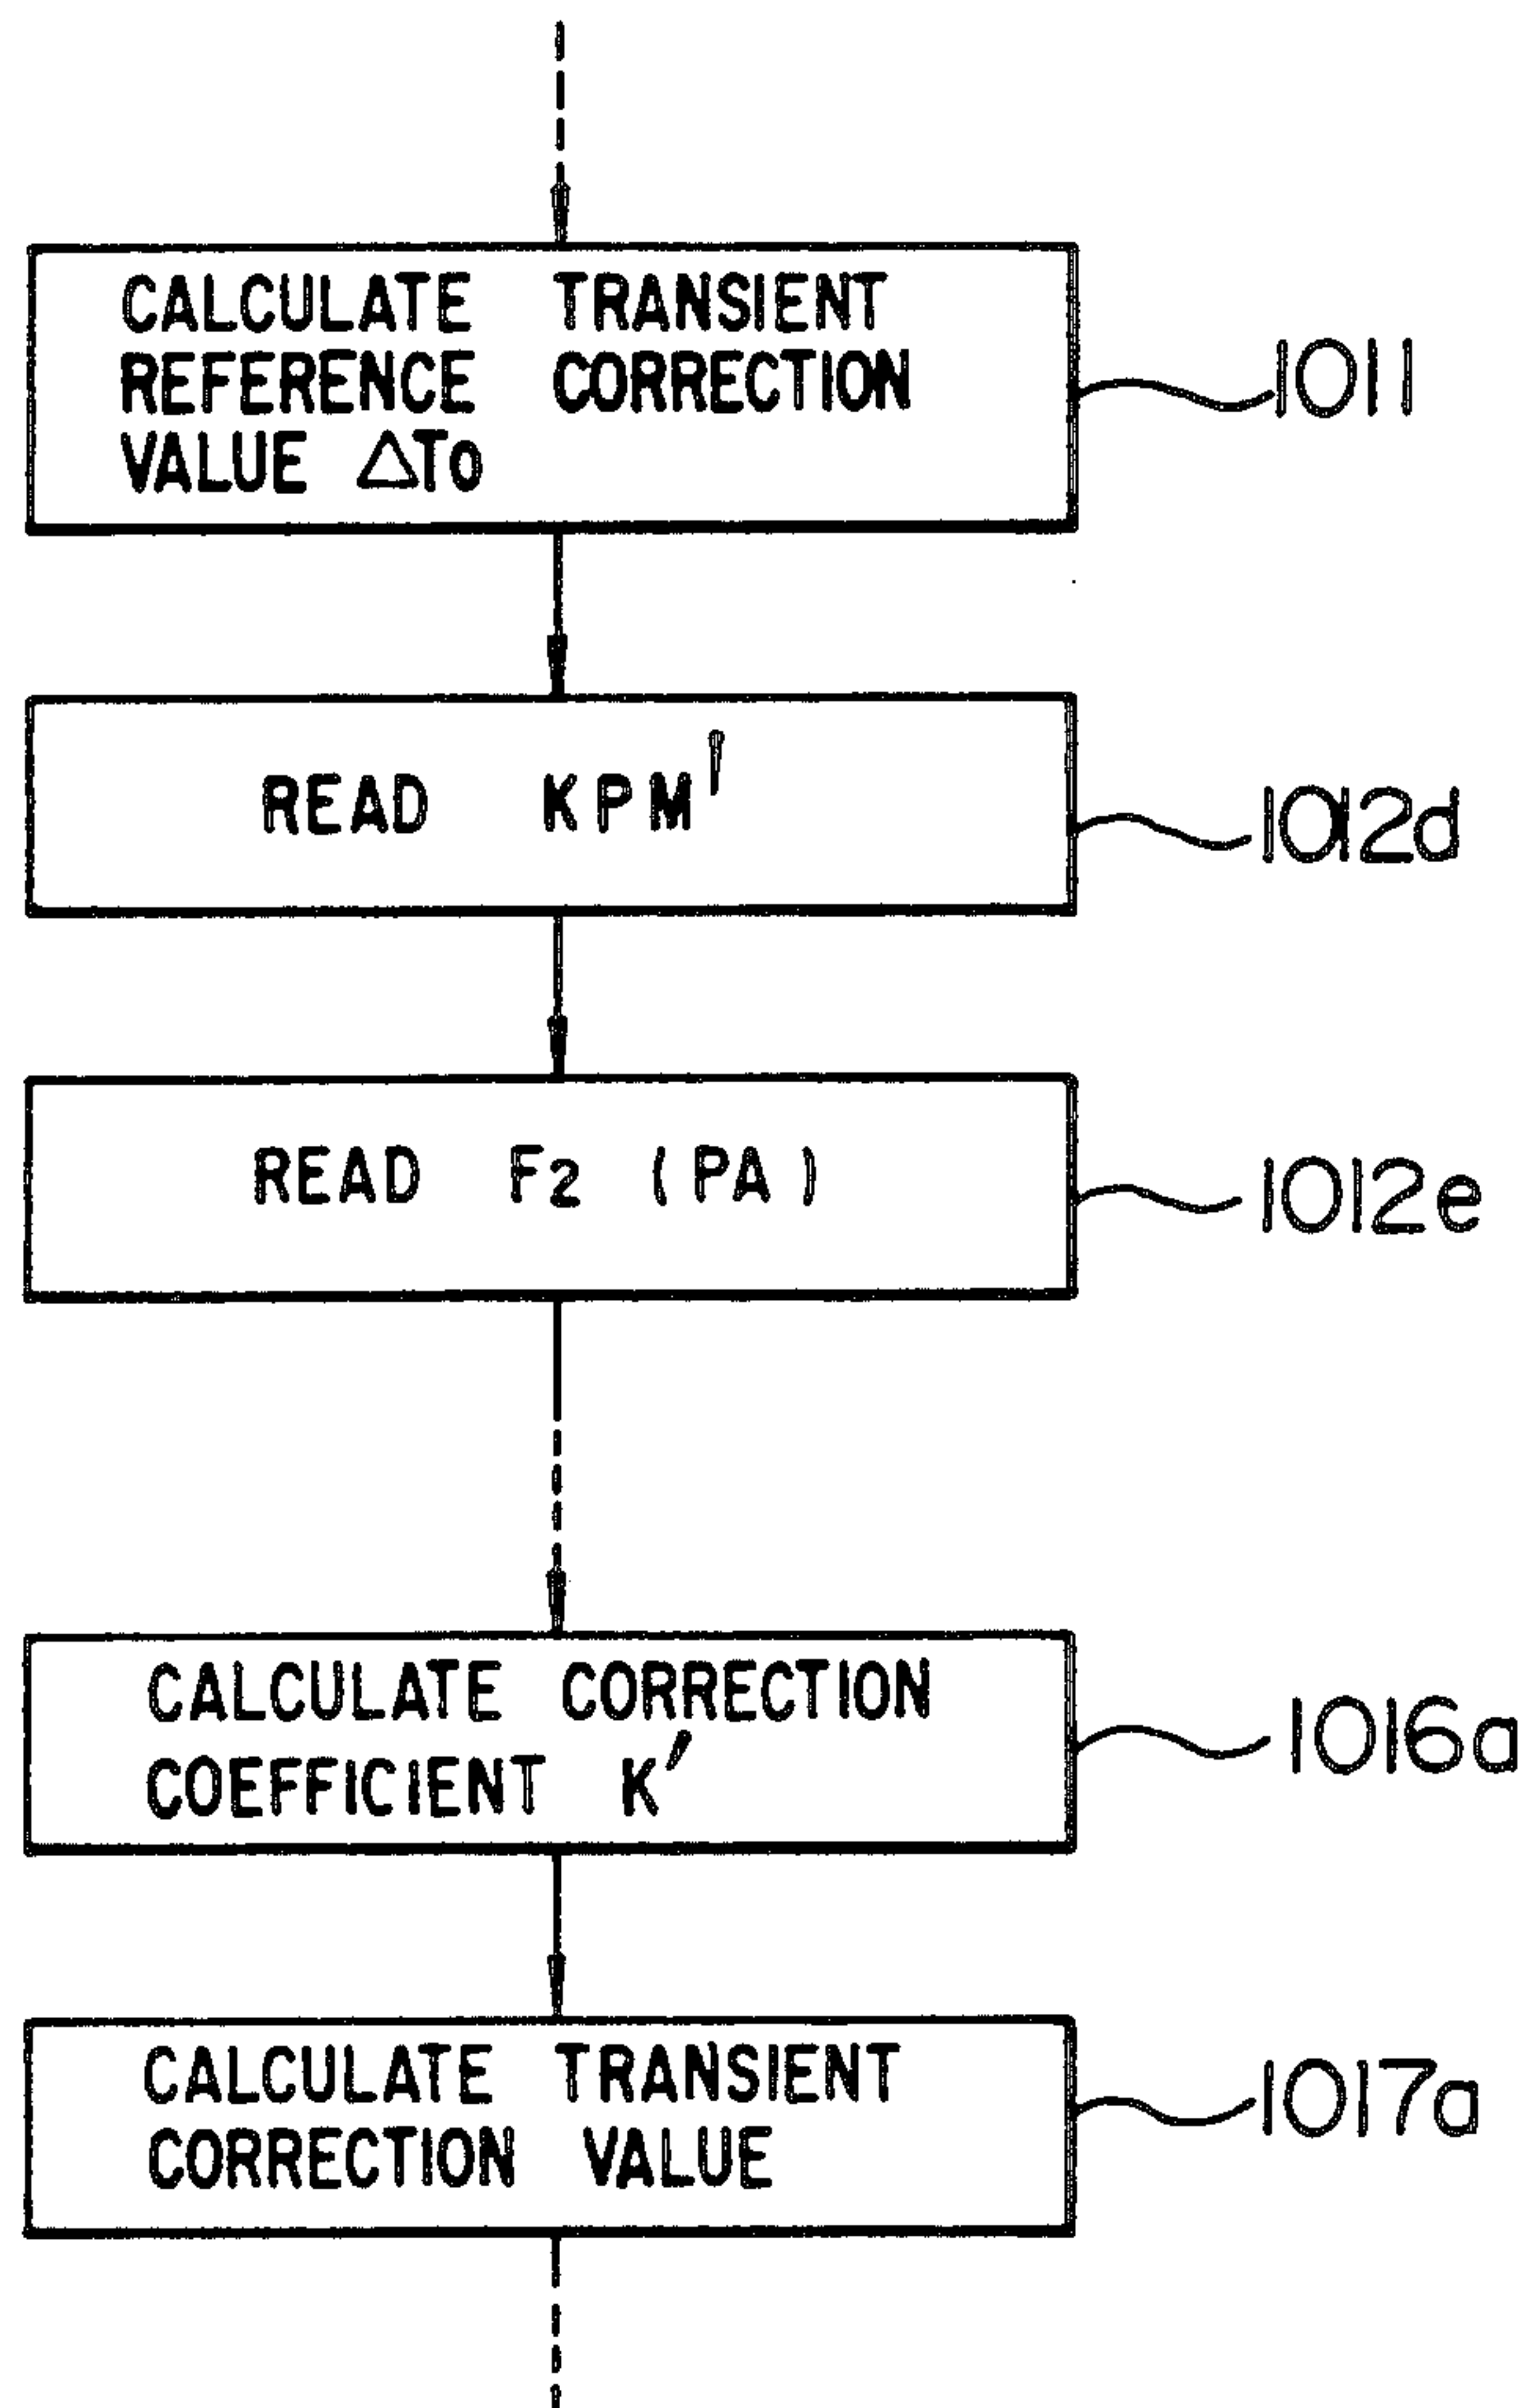 CALCULATE TRANSIENT
REFERENCE CORRECTION
VALUE ΔTo
1011
READ KPM'
1012d
READ F2 (PA)
1012e
CALCULATE CORRECTION
COEFFICIENT K'
1016a
CALCULATE TRANSIENT
CORRECTION VALUE
1017a